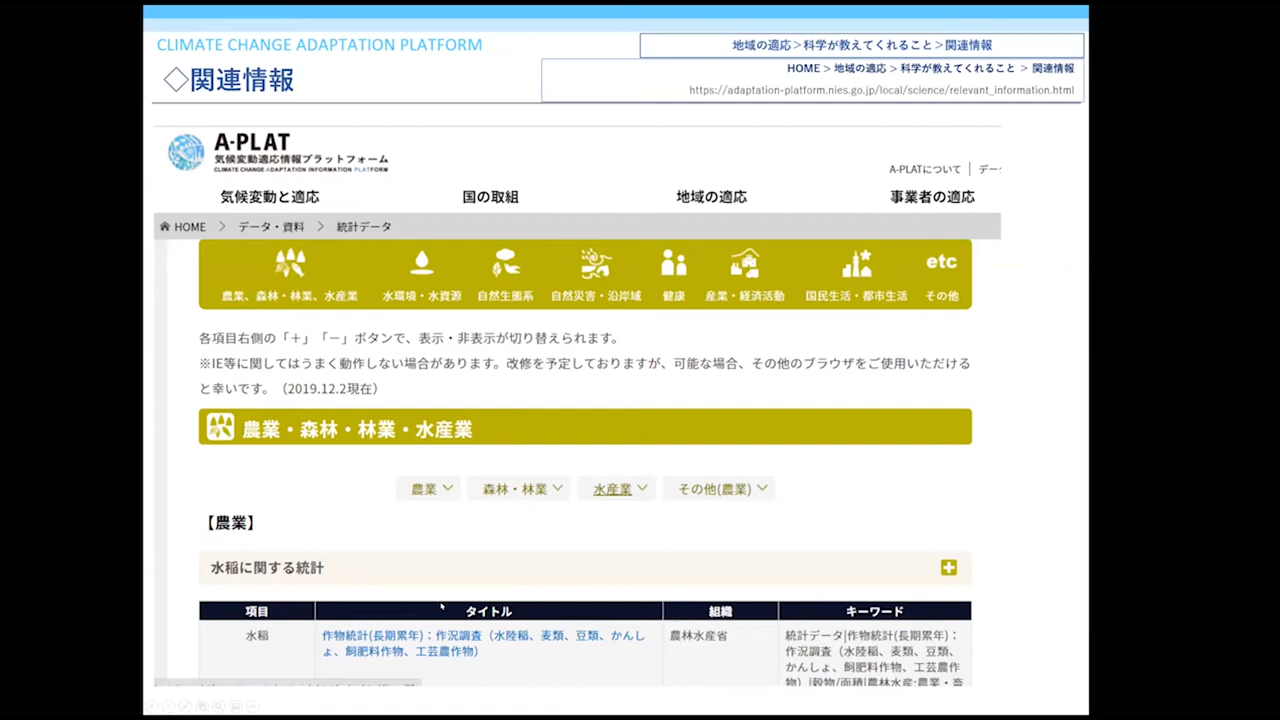 CLIMATE CHANGE ADAPTATION PLATFORM
地域の適応＞科学が教えてくれること＞関連情報
◇関連情報
HOME > 地域の適応 > 科学が教えてくれること > 関連情報
https://adaptation-platform.nies.go.jp/local/science/relevant_information.html
A-PLAT
気候変動適応情報プラットフォーム
CLIMATE CHANGE ADAPTATION INFORMATION PLATFORM
A-PLATについて │ デー
気候変動と適応 国の取組 地域の適応 事業者の適応
HOME > データ・資料 > 統計データ
etc
農業、森林・林業、水産業 水環境・水資源 自然生態系 自然災害・沿岸域 健康 産業・経済活動 国民生活・都市生活 その他
各項目右側の「＋」「－」ボタンで、表示・非表示が切り替えられます。
※IE等に関してはうまく動作しない場合があります。改修を予定しておりますが、可能な場合、その他のブラウザをご使用いただける
と幸いです。（2019.12.2現在）
農業・森林・林業・水産業
農業 森林・林業 水産業 その他(農業)
【農業】
水稲に関する統計
項目 タイトル 組織 キーワード
水稲 作物統計(長期累年)：作況調査（水陸稲、麦類、豆類、かんし 農林水産省 統計データ|作物統計(長期累年)：
ょ、飼肥料作物、工芸農作物） 作況調査（水陸稲、麦類、豆類、
かんしょ、飼肥料作物、工芸農作
物）|穀物/面積|農林水産:農業・畜